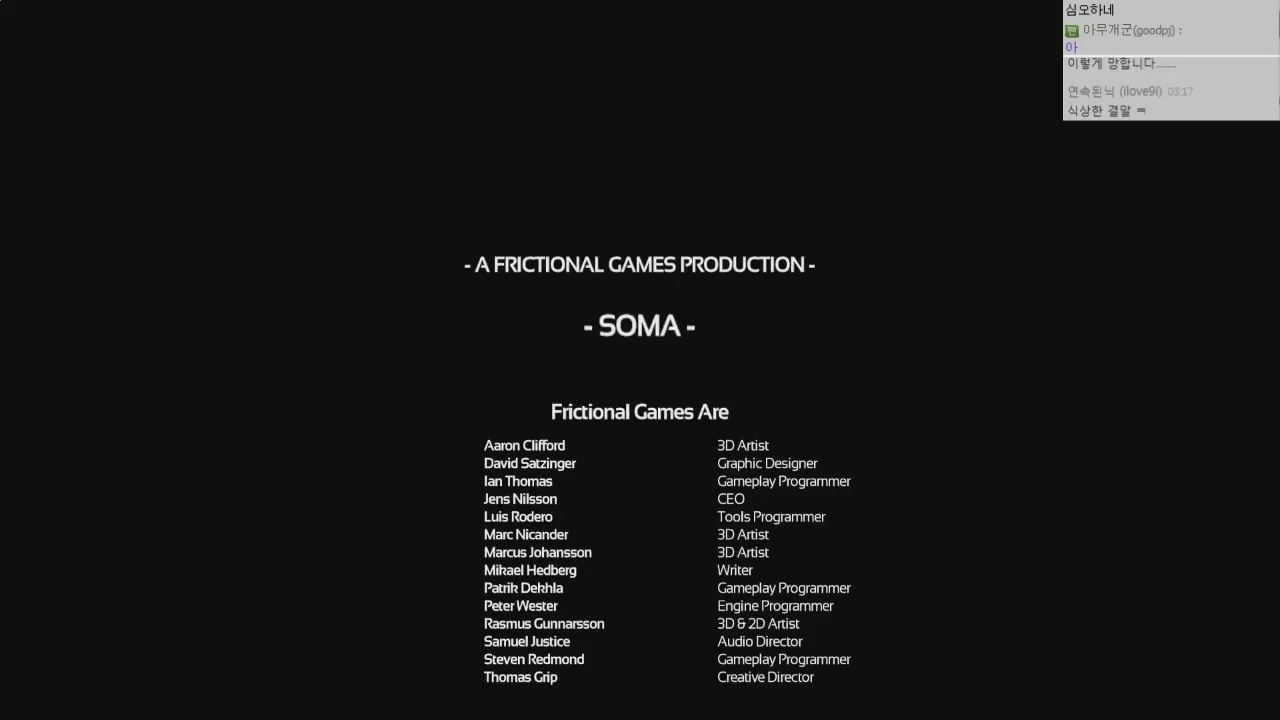 심오하네
팬 아무개군(goodpj) :
아
이렇게 망합니다.......
연속된닉 (ilove9i) 03:17
식상한 결말 ㅋ
- A FRICTIONAL GAMES PRODUCTION -
- SOMA -
Frictional Games Are
Aaron Clifford 3D Artist
David Satzinger Graphic Designer
Ian Thomas Gameplay Programmer
Jens Nilsson CEO
Luis Rodero Tools Programmer
Marc Nicander 3D Artist
Marcus Johansson 3D Artist
Mikael Hedberg Writer
Patrik Dekhla Gameplay Programmer
Peter Wester Engine Programmer
Rasmus Gunnarsson 3D & 2D Artist
Samuel Justice Audio Director
Steven Redmond Gameplay Programmer
Thomas Grip Creative Director